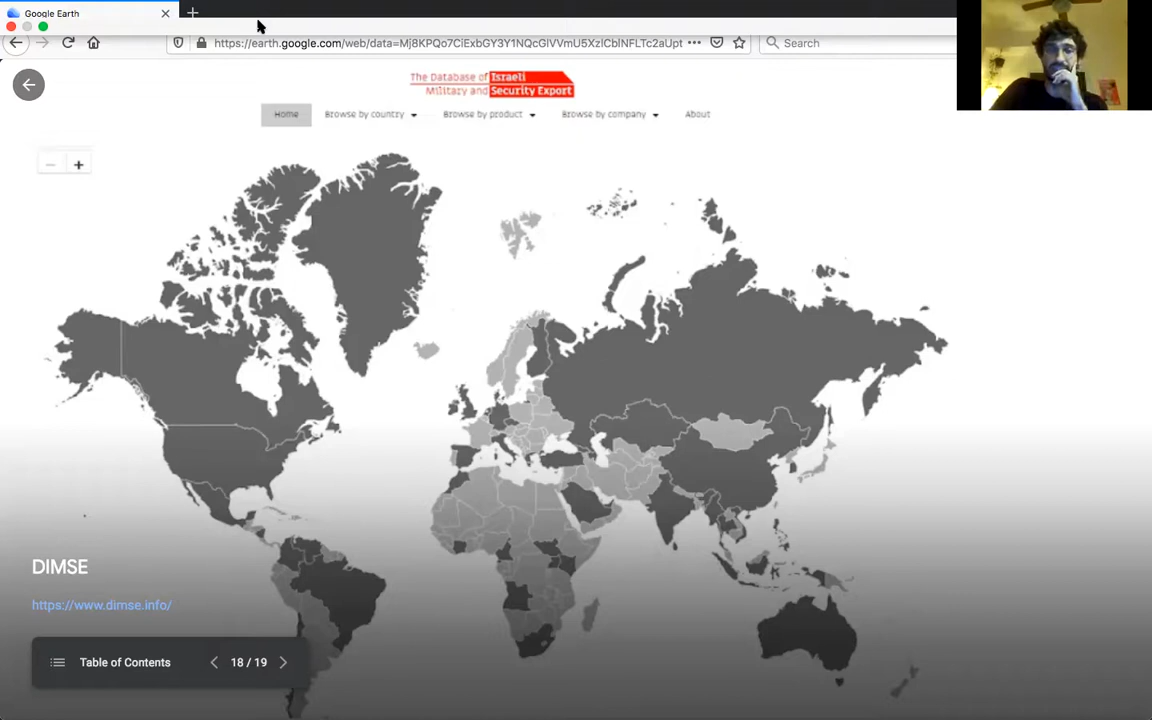 Google Earth
https://earth.google.com/web/data=Mj8KPQo7CiExbGY3Y1NQcGlVVmU5XzlCblNFLTc2aUpt
Search
The Database of Israeli
Military and Security Export
Home Browse by country Browse by product Browse by company About
DIMSE
https://www.dimse.info/
Table of Contents 18 / 19